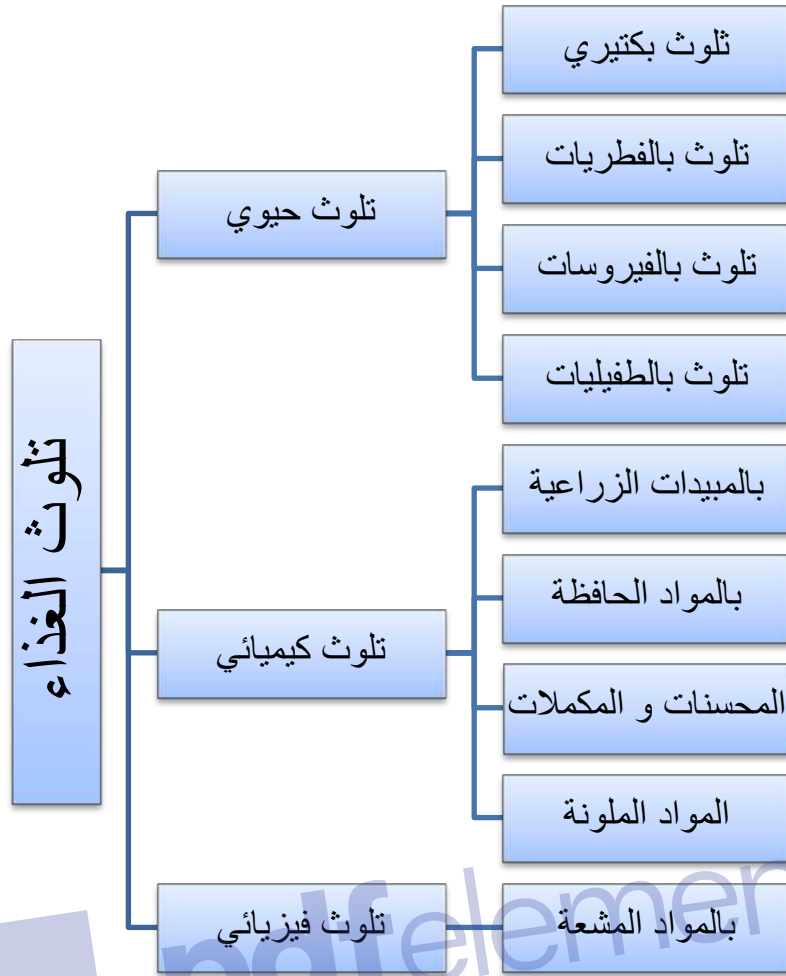 تلوث الغذاء
تلوث حيوي
ثلوث بكتيري
تلوث بالفطريات
تلوث بالفيروسات
تلوث بالطفيليات
تلوث كيميائي
بالمبيدات الزراعية
بالمواد الحافظة
المحسنات و المكملات
المواد الملونة
تلوث فيزيائي
بالمواد المشعة
pdfelemen